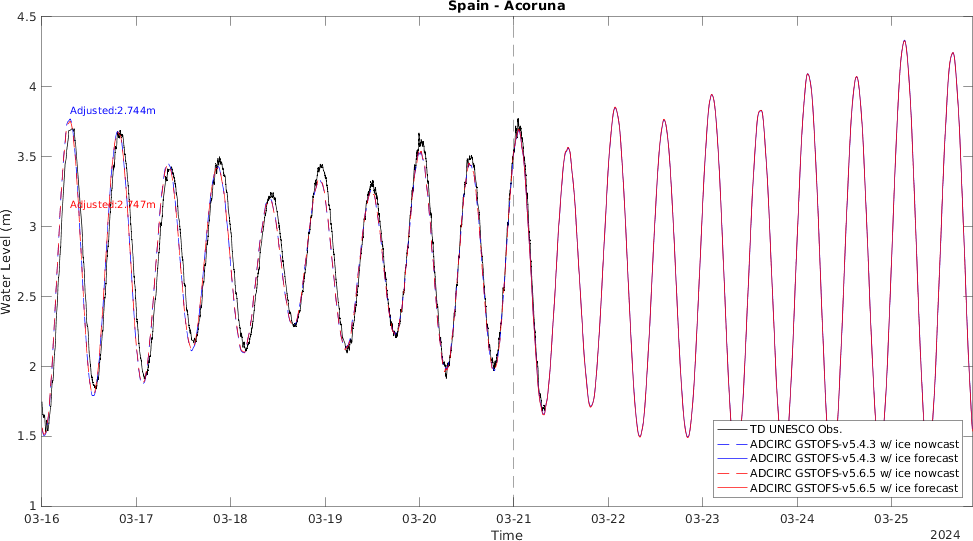 Spain - Acoruna
4.5
4
3.5
3
2.5
2
1.5
1
Water Level (m)
Adjusted:2.744m
Adjusted:2.747m
TD UNESCO Obs.
ADCIRC GSTOFS-v5.4.3 w/ ice nowcast
ADCIRC GSTOFS-v5.4.3 w/ ice forecast
ADCIRC GSTOFS-v5.6.5 w/ ice nowcast
ADCIRC GSTOFS-v5.6.5 w/ ice forecast
03-16 03-17 03-18 03-19 03-20 03-21 03-22 03-23 03-24 03-25
Time
2024